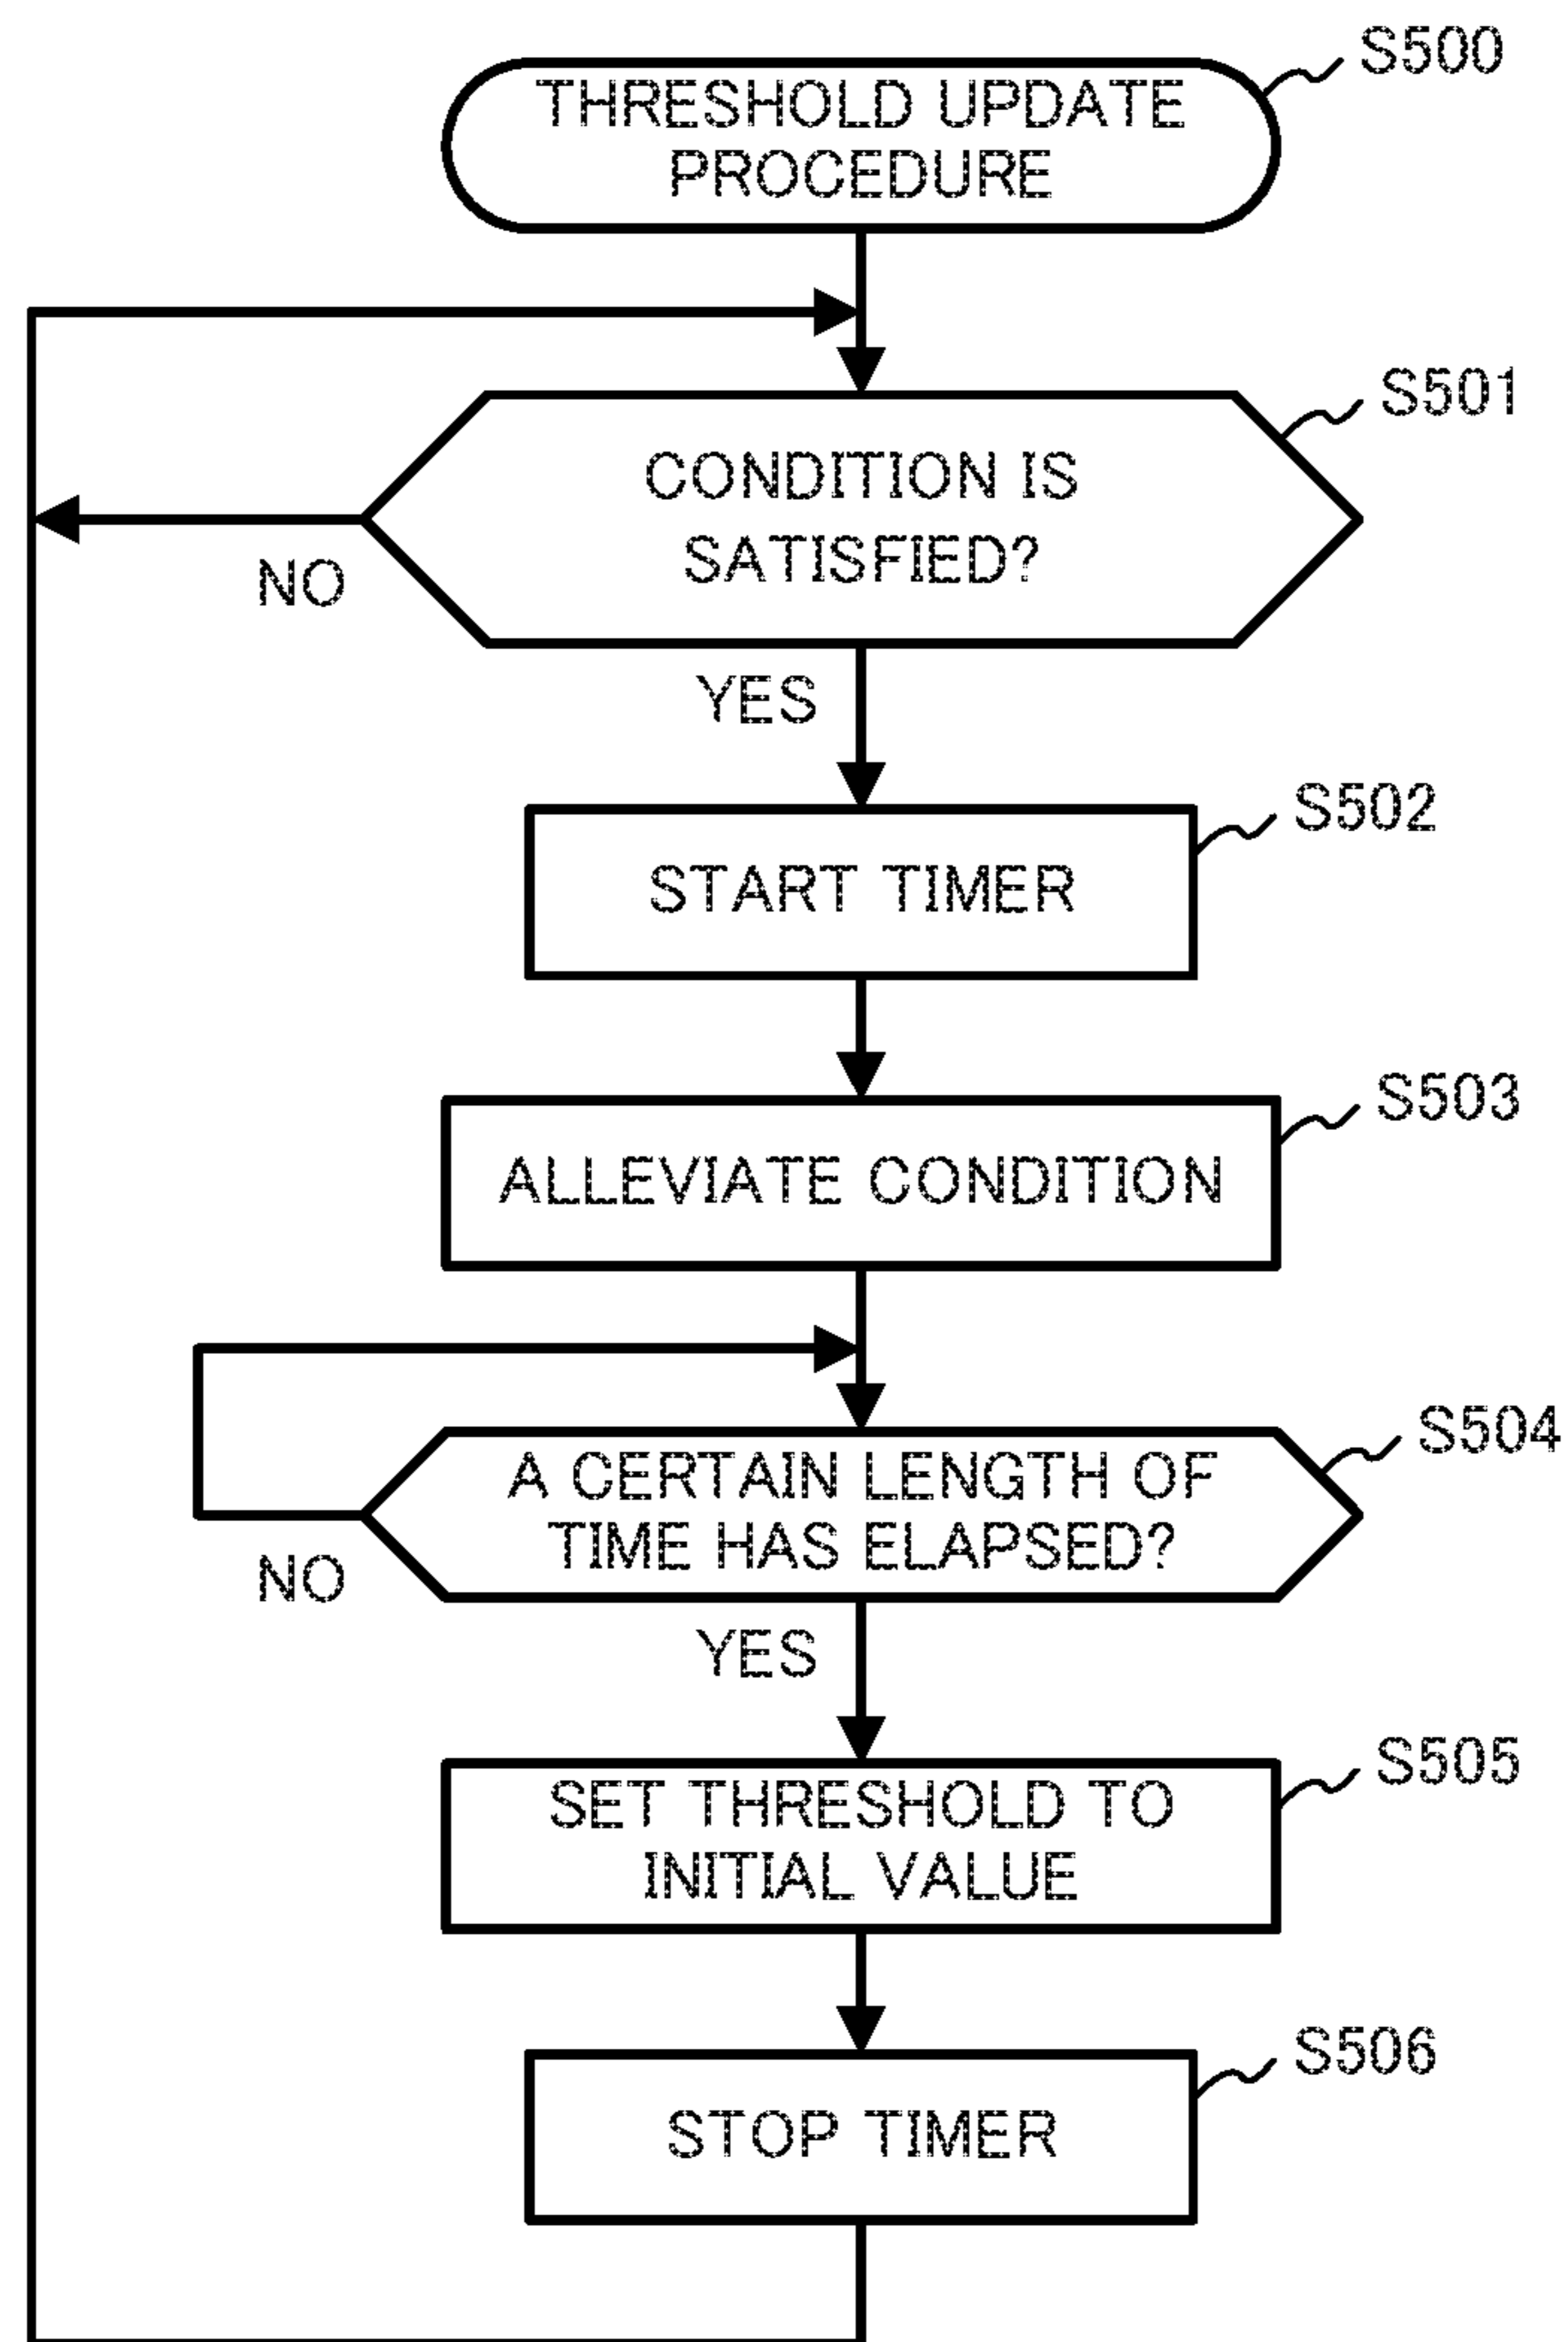 S500
THRESHOLD UPDATE
PROCEDURE
S501
CONDITION IS
SATISFIED?
NO
YES
S502
START TIMER
S503
ALLEVIATE CONDITION
S504
A CERTAIN LENGTH OF
TIME HAS ELAPSED?
NO
YES
S505
SET THRESHOLD TO
INITIAL VALUE
S506
STOP TIMER